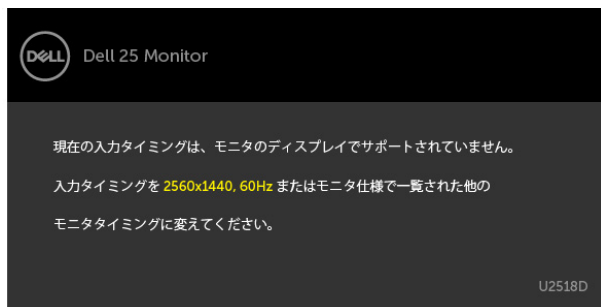 DELL
Dell 25 Monitor
現在の入力タイミングは、モニタのディスプレイでサポートされていません。
入力タイミングを 2560x1440, 60Hz またはモニタ仕様で一覧された他の
モニタタイミングに変えてください。
U2518D